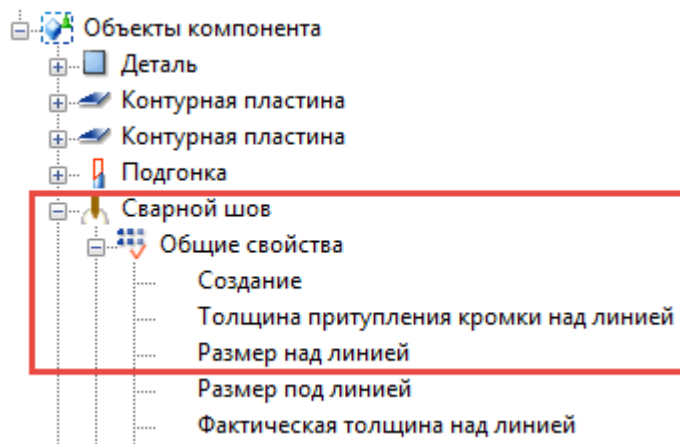 Объекты компонента
Деталь
Контурная пластина
Контурная пластина
Подгонка
Сварной шов
Общие свойства
Создание
Толщина притупления кромки над линией
Размер над линией
Размер под линией
Фактическая толщина над линией